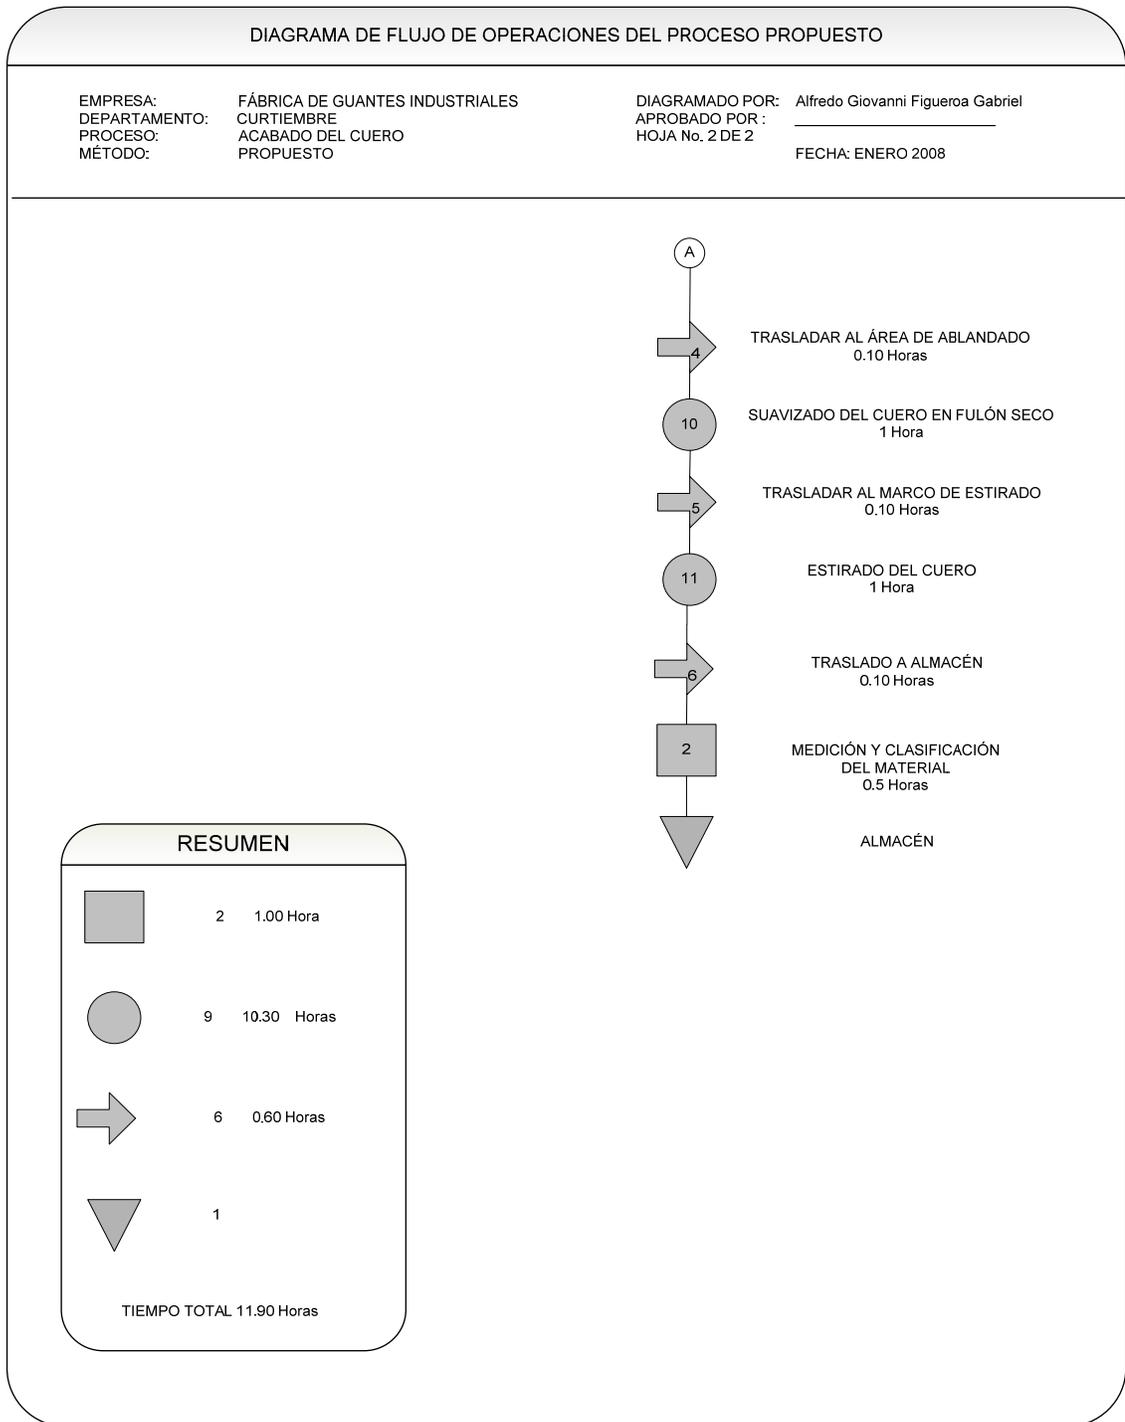 DIAGRAMA DE FLUJO DE OPERACIONES DEL PROCESO PROPUESTO
EMPRESA: FÁBRICA DE GUANTES INDUSTRIALES
DEPARTAMENTO: CURTIEMBRE
PROCESO: ACABADO DEL CUERO
MÉTODO: PROPUESTO
DIAGRAMADO POR: Alfredo Giovanni Figueroa Gabriel
APROBADO POR :
HOJA No. 2 DE 2
FECHA: ENERO 2008
A
4
TRASLADAR AL ÁREA DE ABLANDADO
0.10 Horas
10
SUAVIZADO DEL CUERO EN FULÓN SECO
1 Hora
5
TRASLADAR AL MARCO DE ESTIRADO
0.10 Horas
11
ESTIRADO DEL CUERO
1 Hora
6
TRASLADO A ALMACÉN
0.10 Horas
2
MEDICIÓN Y CLASIFICACIÓN
DEL MATERIAL
0.5 Horas
ALMACÉN
RESUMEN
2 1.00 Hora
9 10.30 Horas
6 0.60 Horas
1
TIEMPO TOTAL 11.90 Horas